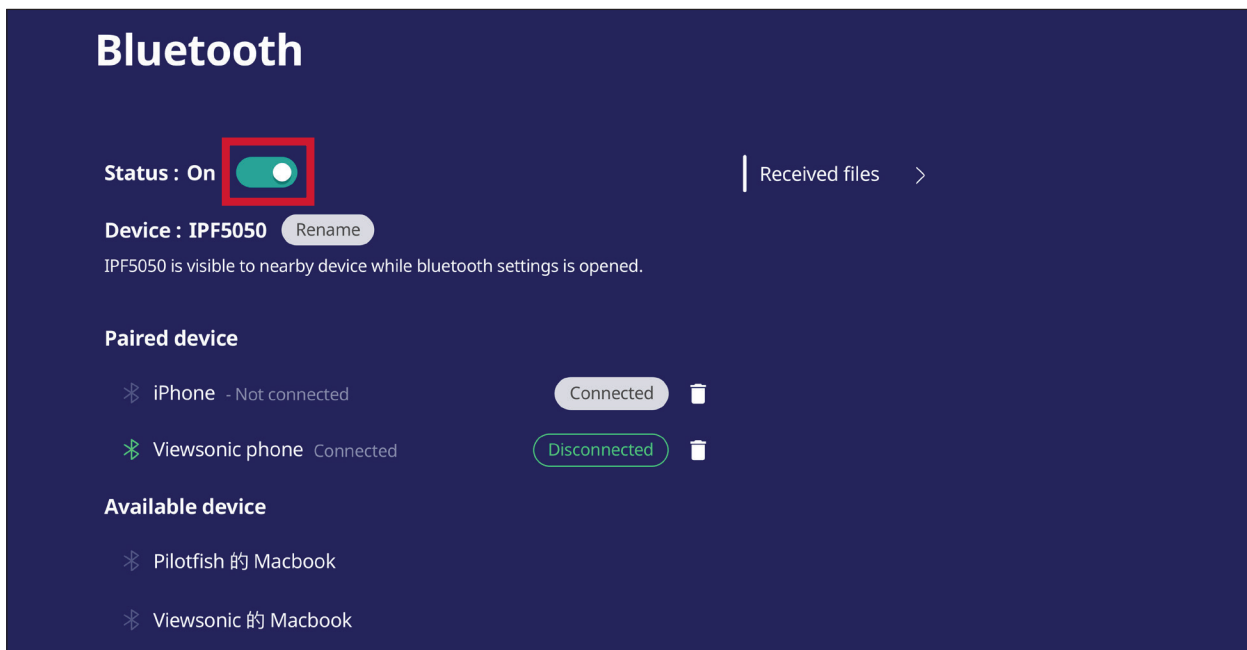 Bluetooth
Status : On
Received files
Device : IPF5050 Rename
IPF5050 is visible to nearby device while bluetooth settings is opened.
Paired device
iPhone - Not connected Connected
Viewsonic phone Connected Disconnected
Available device
Pilotfish 的 Macbook
Viewsonic 的 Macbook